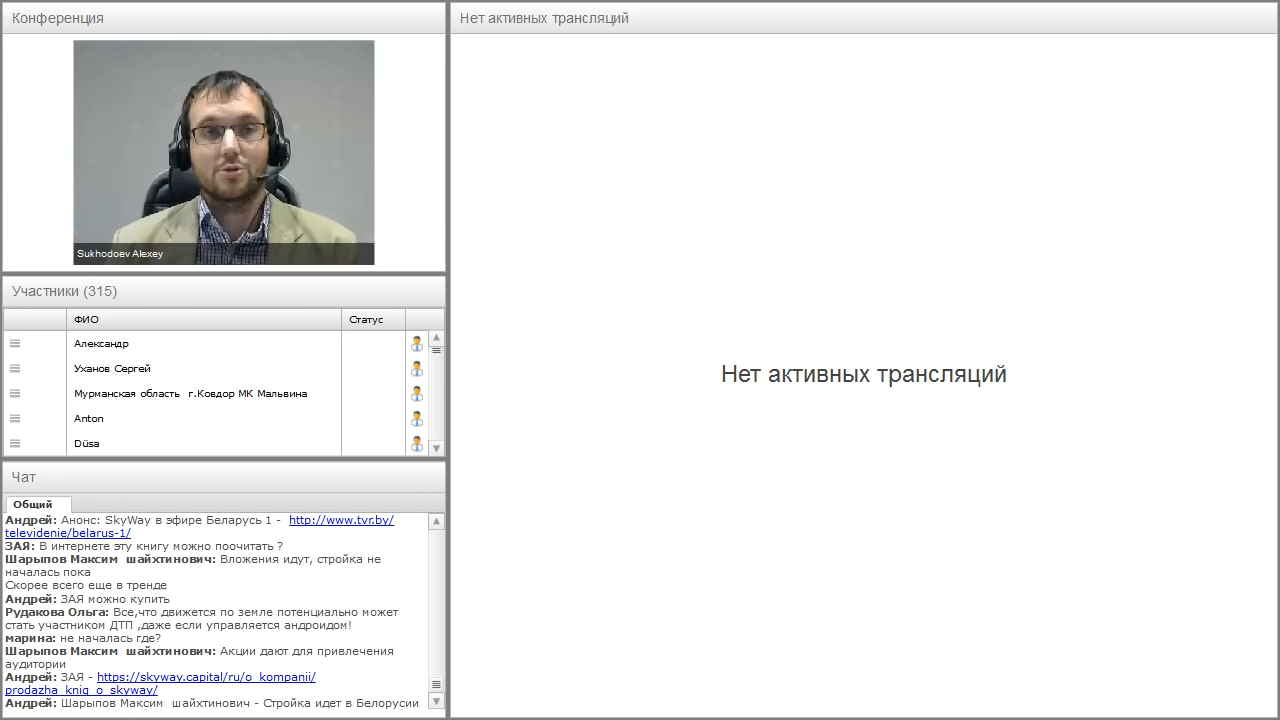 Конференция
Sukhodoev Alexey
Участники (315)
ФИО
Статус
Александр
Уханов Сергей
Мурманская область г.Ковдор МК Мальвина
Anton
Düsa
Чат
Общий
Андрей: Анонс: SkyWay в эфире Беларусь 1 - http://www.tvr.by/
televidenie/belarus-1/
ЗАЯ: В интернете эту книгу можно поочитать ?
Шарыпов Максим шайхтинович: Вложения идут, стройка не
началась пока
Скорее всего еще в тренде
Андрей: ЗАЯ можно купить
Рудакова Ольга: Все,что движется по земле потенциально может
стать участником ДТП ,даже если управляется андроидом!
марина: не началась где?
Шарыпов Максим шайхтинович: Акции дают для привлечения
аудитории
Андрей: ЗАЯ - https://skyway.capital/ru/o_kompanii/
prodazha_knig_o_skyway/
Андрей: Шарыпов Максим шайхтинович - Стройка идет в Белорусии
Нет активных трансляций
Нет активных трансляций